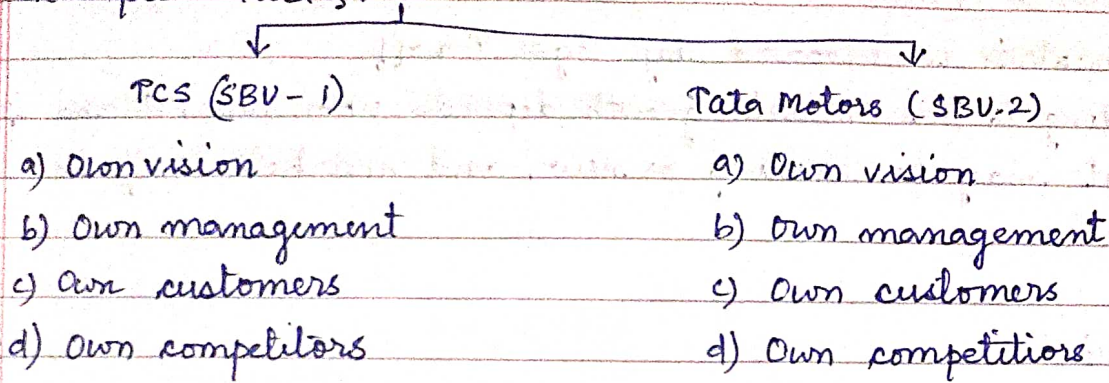 TCS (SBU - 1). Tata Motors (SBU-2)
a) Own vision a) Own vision
b) Own management b) Own management
c) Own customers c) Own customers
d) Own competitors d) Own competitiors